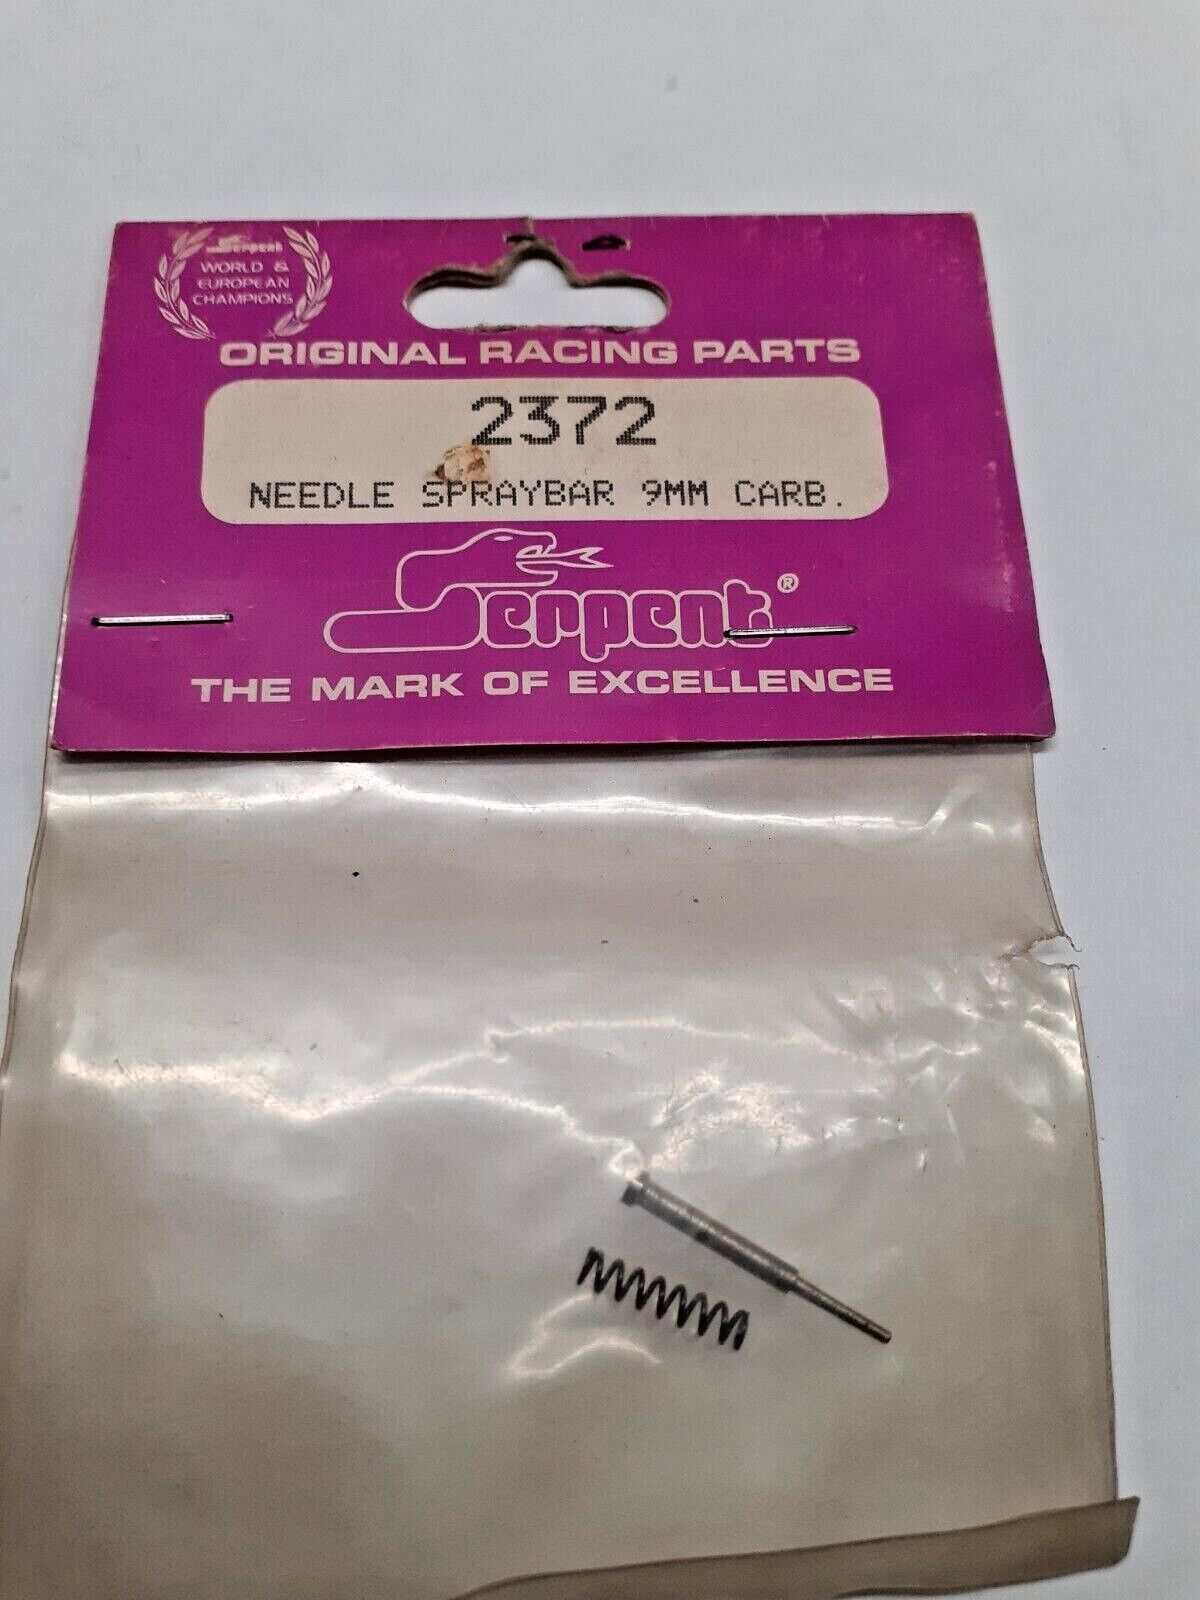 Serpent
WORLD &
EUROPEAN
CHAMPIONS
ORIGINAL RACING PARTS
2372
NEEDLE SPRAYBAR 9MM CARB.
Serpent®
THE MARK OF EXCELLENCE